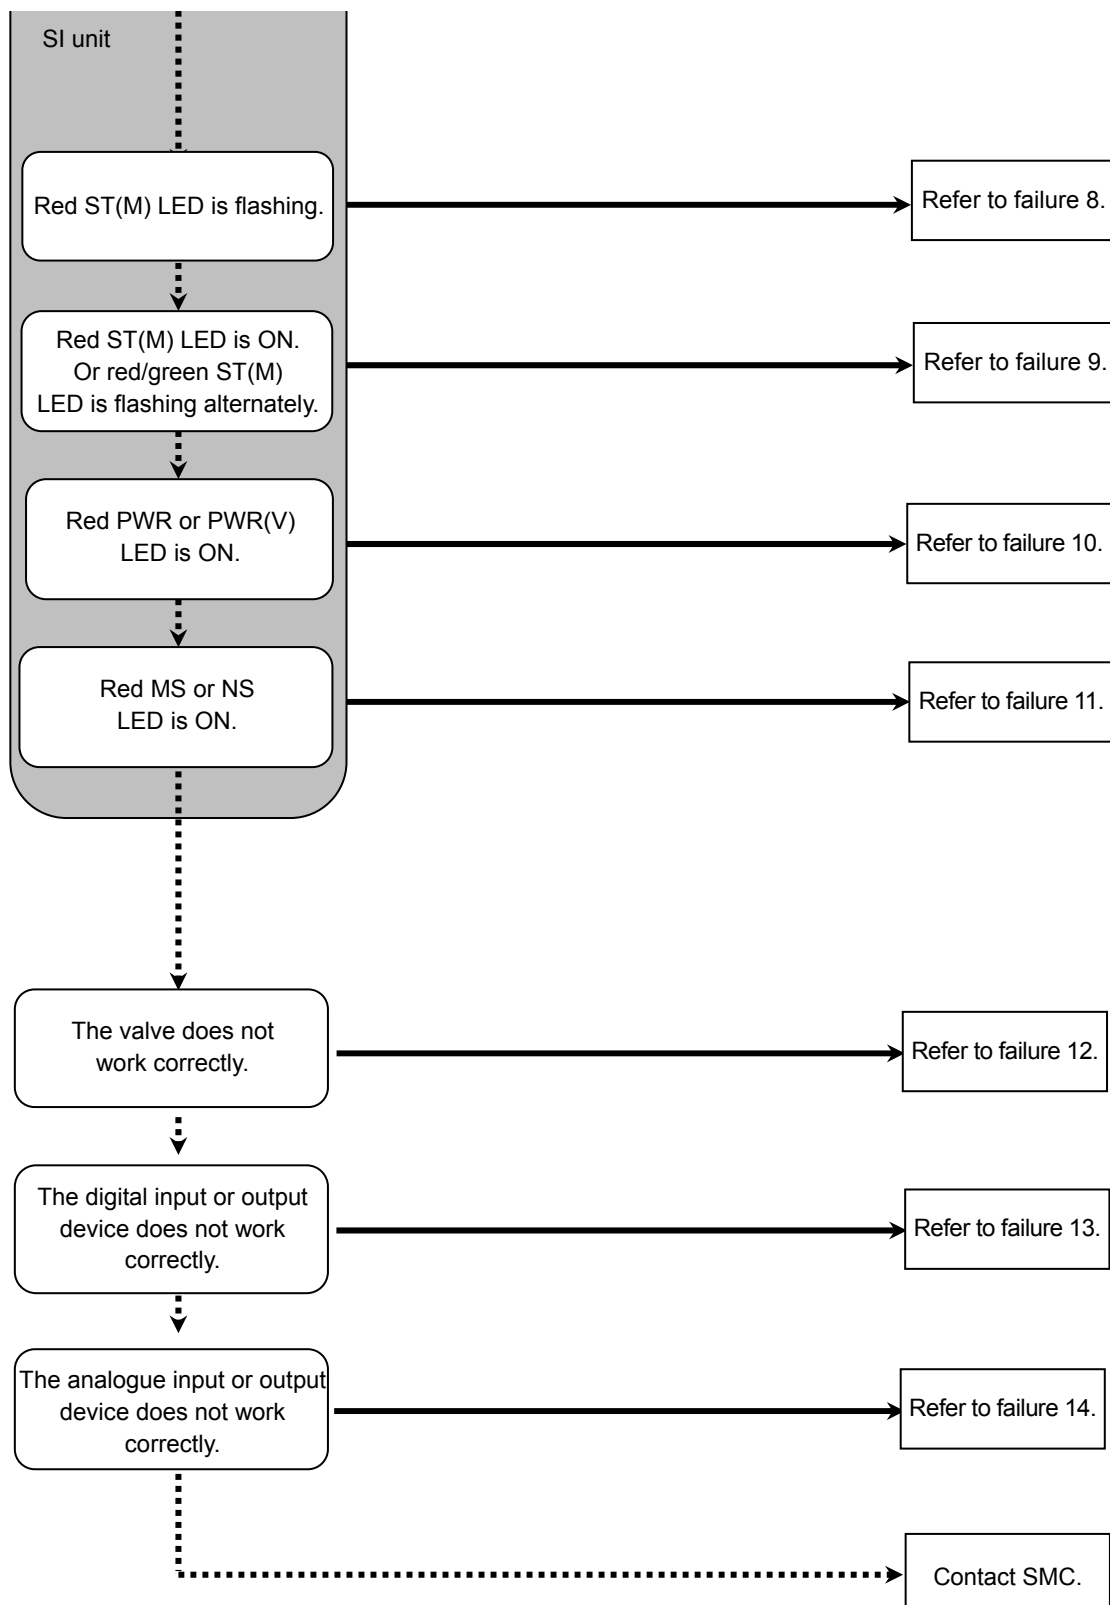 SI unit
Red ST(M) LED is flashing.
Refer to failure 8.
Red ST(M) LED is ON.
Or red/green ST(M)
LED is flashing alternately.
Refer to failure 9.
Red PWR or PWR(V)
LED is ON.
Refer to failure 10.
Red MS or NS
LED is ON.
Refer to failure 11.
The valve does not
work correctly.
Refer to failure 12.
The digital input or output
device does not work
correctly.
Refer to failure 13.
The analogue input or output
device does not work
correctly.
Refer to failure 14.
Contact SMC.